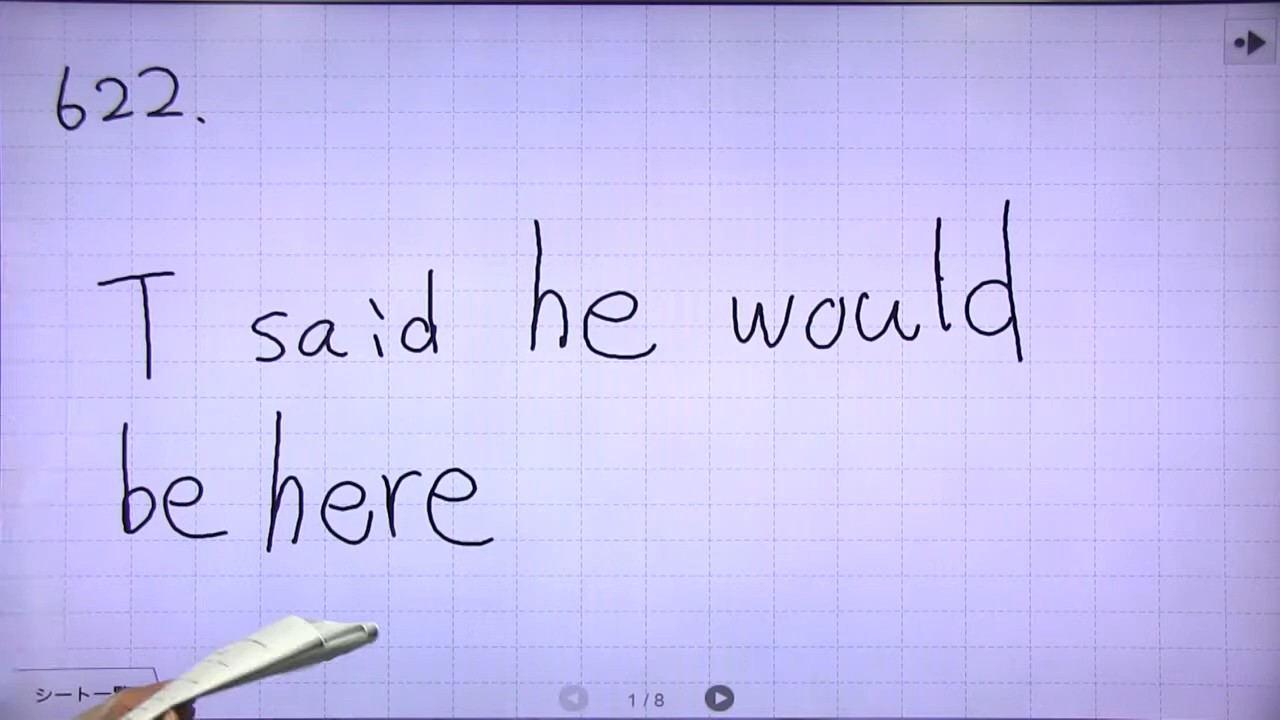 622.
T said he would
be here
シート一
1/8